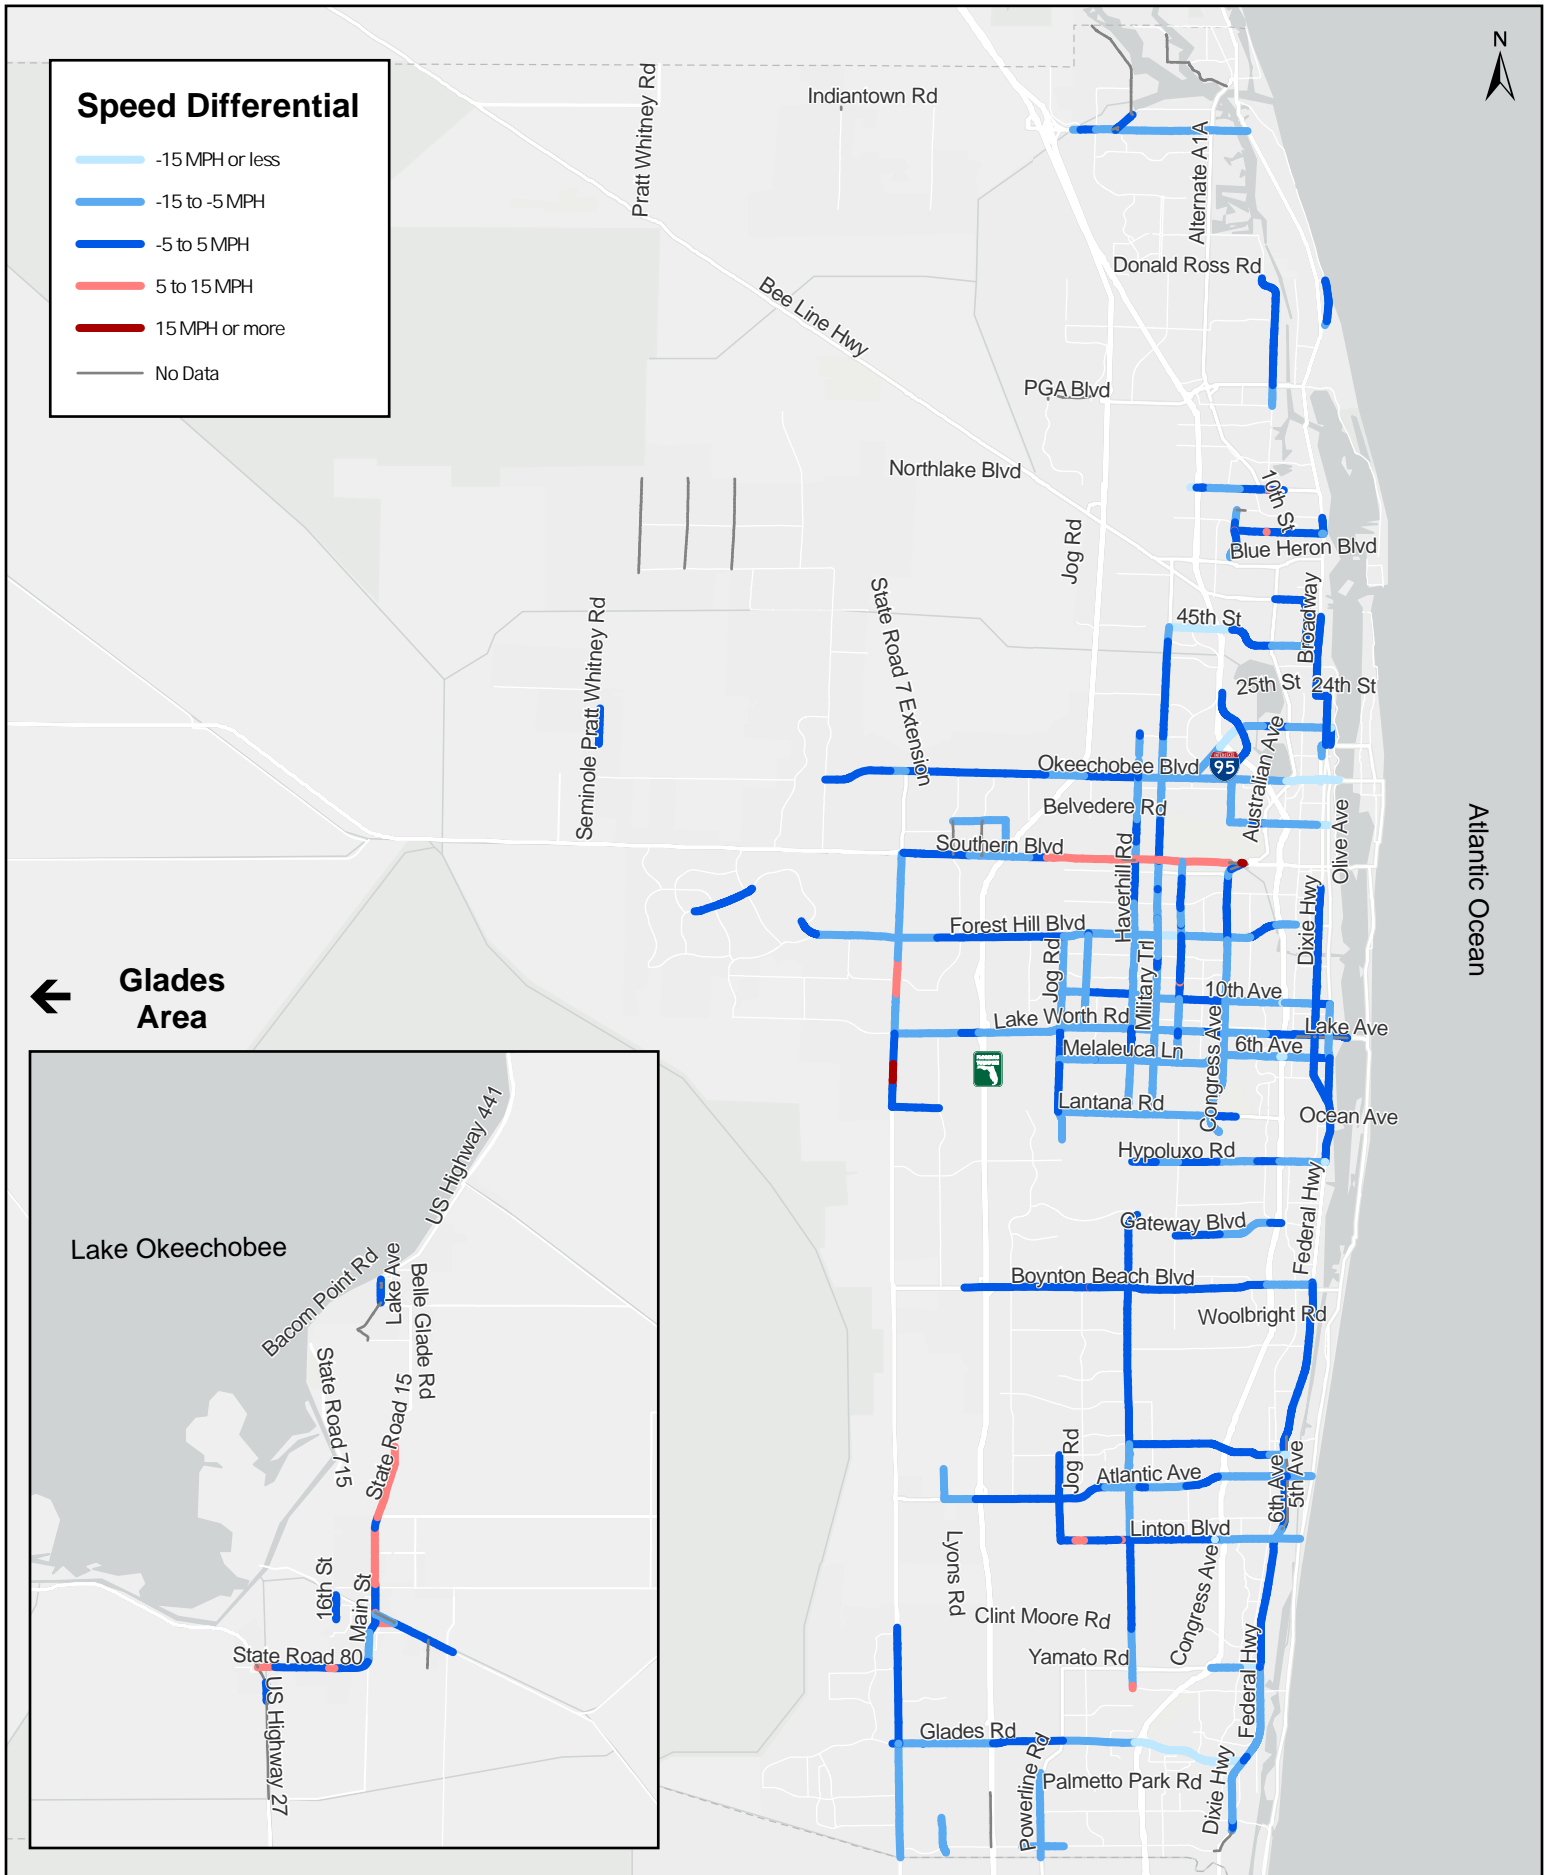 N
Speed Differential
-15 MPH or less
-15 to -5 MPH
-5 to 5 MPH
5 to 15 MPH
15 MPH or more
No Data
Pratt Whitney Rd
Indiantown Rd
Alternate A1A
Donald Ross Rd
Bee Line Hwy
PGA Blvd
Northlake Blvd
10th St
Jog Rd
Blue Heron Blvd
State Road 7 Extension
Seminole Pratt Whitney Rd
45th St
Broadway
25th St
24th St
Australian Ave
Okeechobee Blvd
95
Belvedere Rd
Olive Ave
Southern Blvd
Haverhill Rd
Atlantic Ocean
Forest Hill Blvd
Dixie Hwy
Jog Rd
Military Trl
10th Ave
Lake Worth Rd
Congress Ave
Lake Ave
6th Ave
Melaleuca Ln
Lantana Rd
Ocean Ave
Hypoluxo Rd
Federal Hwy
Gateway Blvd
Boynton Beach Blvd
Woolbright Rd
Jog Rd
Atlantic Ave
6th Ave
5th Ave
Linton Blvd
Lyons Rd
Congress Ave
Clint Moore Rd
Yamato Rd
Federal Hwy
Glades Rd
Powerline Rd
Palmetto Park Rd
Dixie Hwy
Glades
Area
US Highway 441
Lake Okeechobee
Bacom Point Rd
Lake Ave
Belle Glade Rd
State Road 715
State Road 15
16th St
Main St
State Road 80
US Highway 27